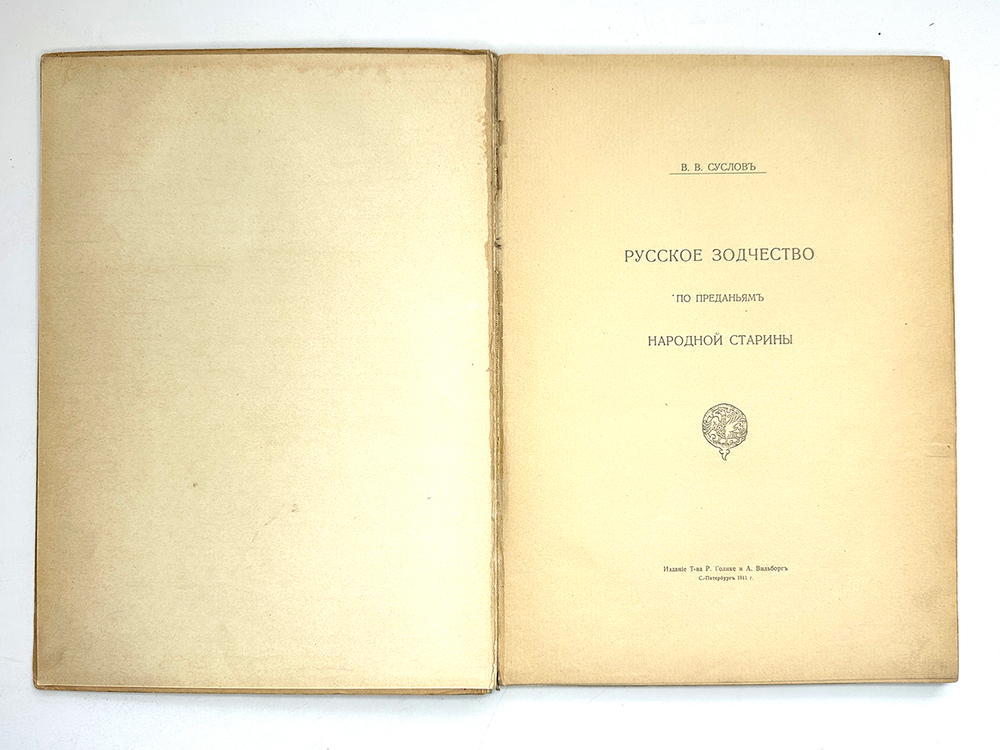 В. В. СУСЛОВЪ
РУССКОЕ ЗОДЧЕСТВО
ПО ПРЕДАНЬЯМЪ
НАРОДНОЙ СТАРИНЫ
Изданіе Т-ва Р. Голике и А. Вильборгъ
С.-Петербургъ 1911 г.